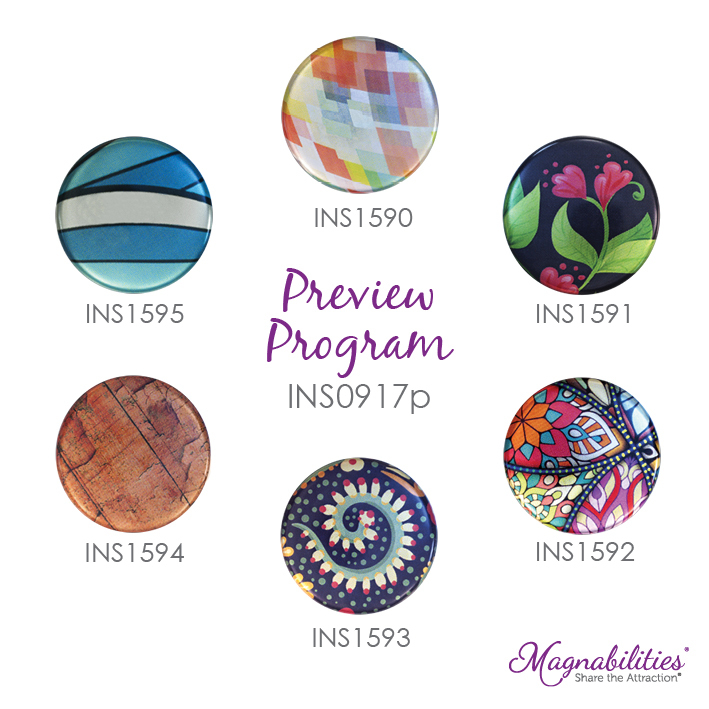 INS1590
INS1595
INS1591
Preview
Program
INS0917p
INS1594
INS1592
INS1593
Magnabilities®
Share the Attraction®